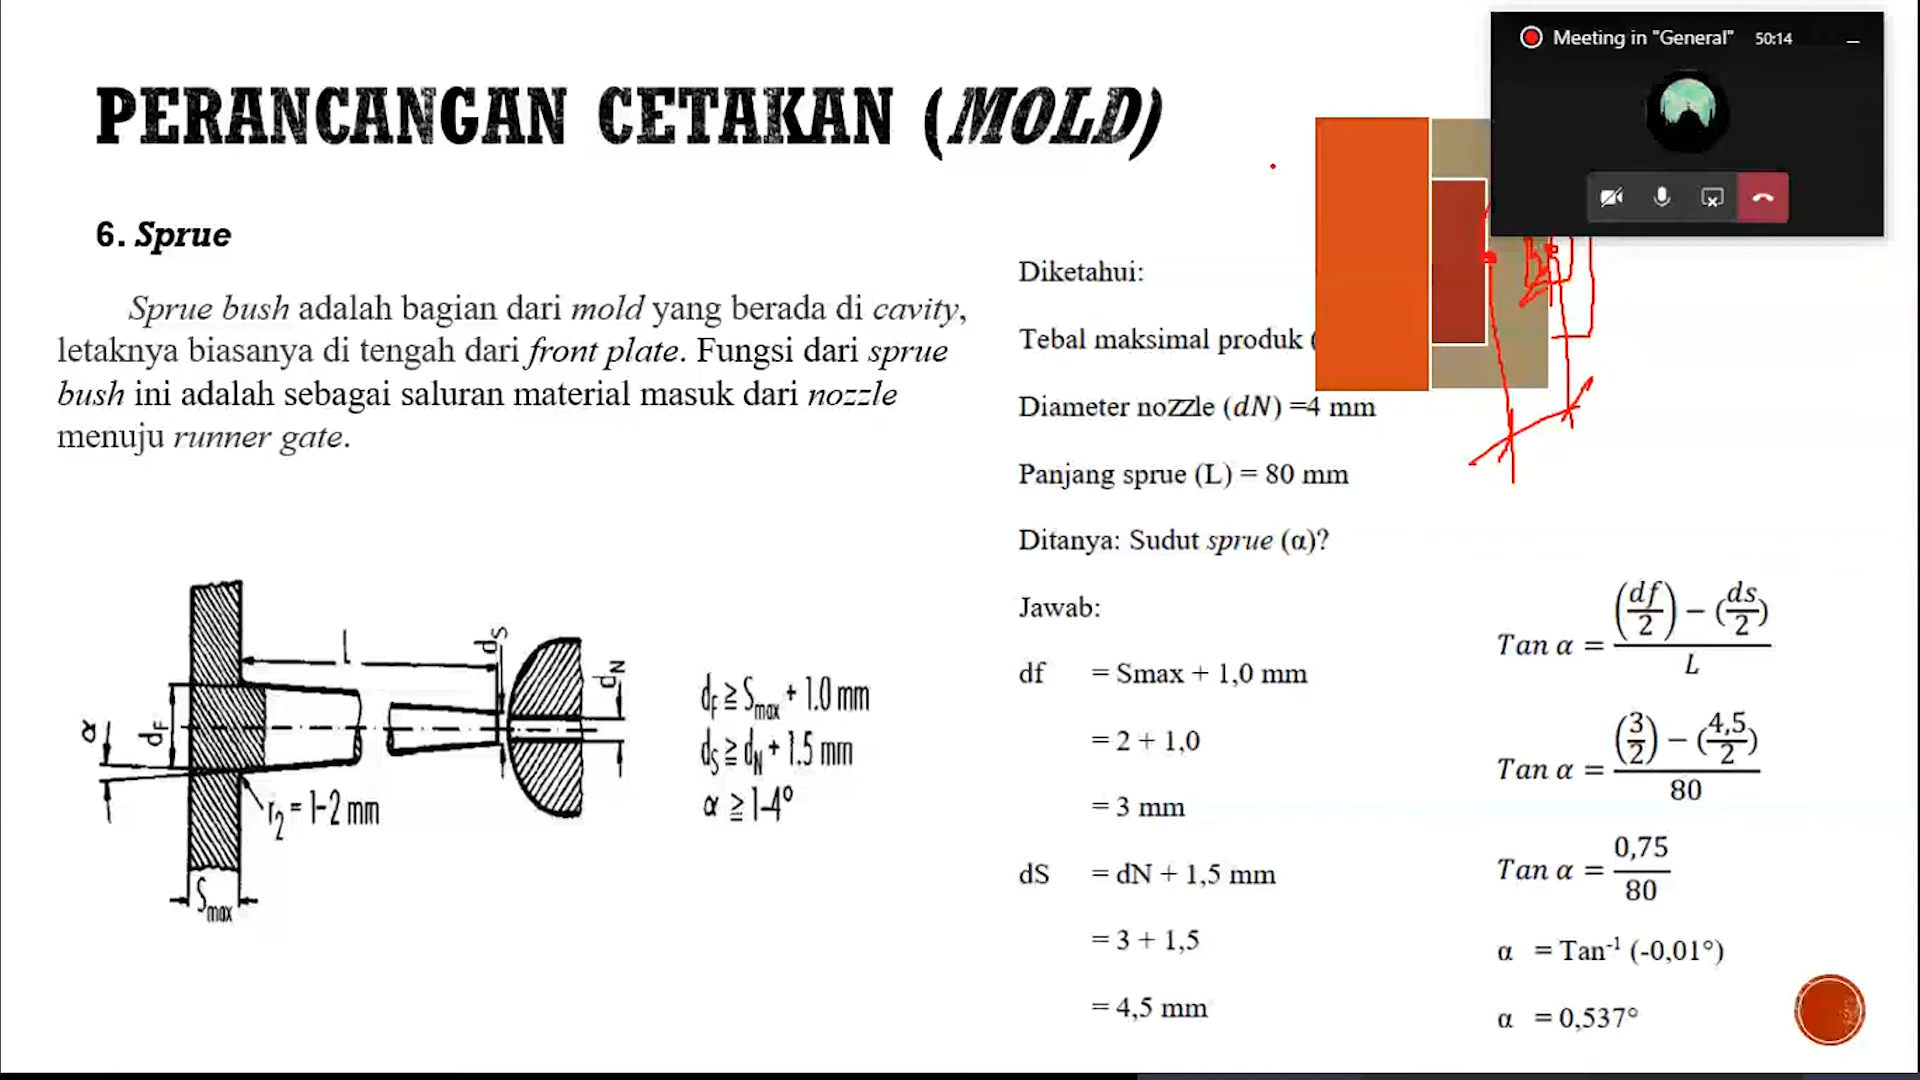 Meeting in "General" 50:14
PERANCANGAN CETAKAN (MOLD)
6. Sprue
Sprue bush adalah bagian dari mold yang berada di cavity,
letaknya biasanya di tengah dari front plate. Fungsi dari sprue
bush ini adalah sebagai saluran material masuk dari nozzle
menuju runner gate.
L
dS
dN
α
dF
r2 = 1-2 mm
Smax
dF ≧ Smax + 1.0 mm
dS ≧ dN + 1.5 mm
α ≧ 1-4°
Diketahui:
Tebal maksimal produk (
Diameter nozzle (dN) =4 mm
Panjang sprue (L) = 80 mm
Ditanya: Sudut sprue (α)?
Jawab:
df = Smax + 1,0 mm
= 2 + 1,0
= 3 mm
dS = dN + 1,5 mm
= 3 + 1,5
= 4,5 mm
Tan α = ((df/2) − (ds/2))/L
Tan α = ((3/2) − (4,5/2))/80
Tan α = 0,75/80
α = Tan⁻¹ (-0,01°)
α = 0,537°